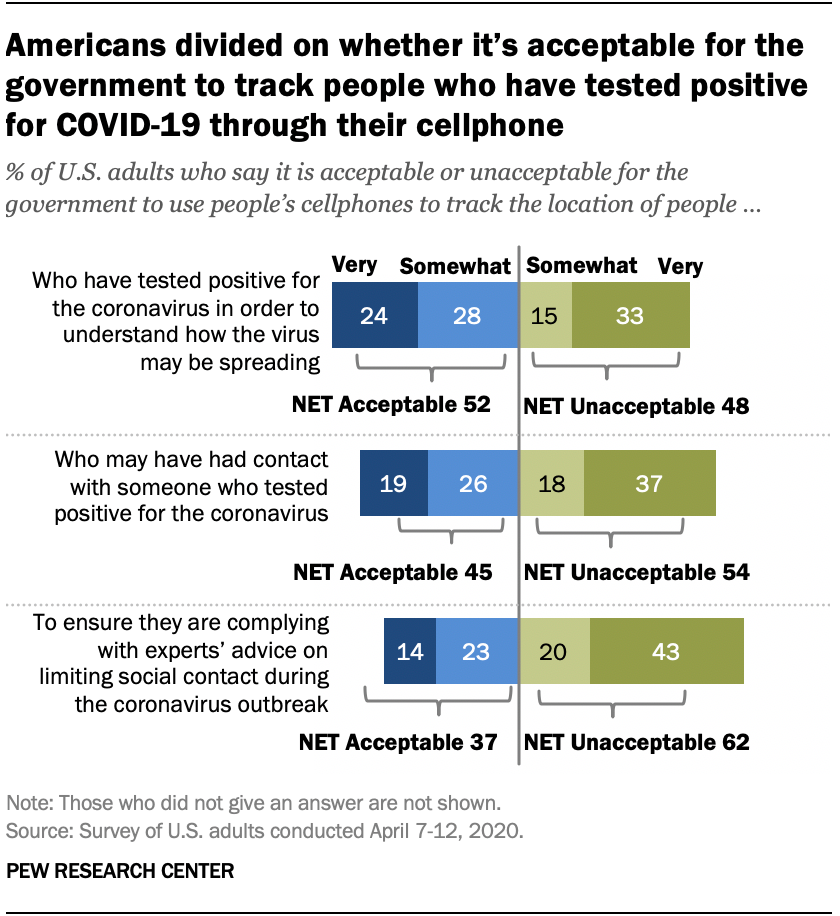 Americans divided on whether it’s acceptable for the
government to track people who have tested positive
for COVID-19 through their cellphone
% of U.S. adults who say it is acceptable or unacceptable for the
government to use people’s cellphones to track the location of people ...
Very Somewhat Somewhat Very
Who have tested positive for
the coronavirus in order to
understand how the virus
may be spreading
24 28 15 33
NET Acceptable 52 NET Unacceptable 48
Who may have had contact
with someone who tested
positive for the coronavirus
19 26 18 37
NET Acceptable 45 NET Unacceptable 54
To ensure they are complying
with experts’ advice on
limiting social contact during
the coronavirus outbreak
14 23 20 43
NET Acceptable 37 NET Unacceptable 62
Note: Those who did not give an answer are not shown.
Source: Survey of U.S. adults conducted April 7-12, 2020.
PEW RESEARCH CENTER